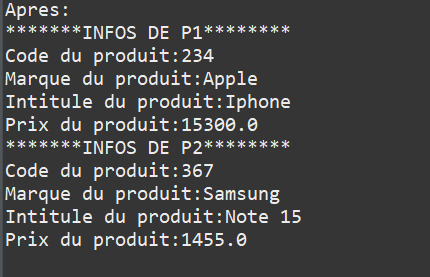 Apres:
*******INFOS DE P1********
Code du produit:234
Marque du produit:Apple
Intitule du produit:Iphone
Prix du produit:15300.0
*******INFOS DE P2********
Code du produit:367
Marque du produit:Samsung
Intitule du produit:Note 15
Prix du produit:1455.0